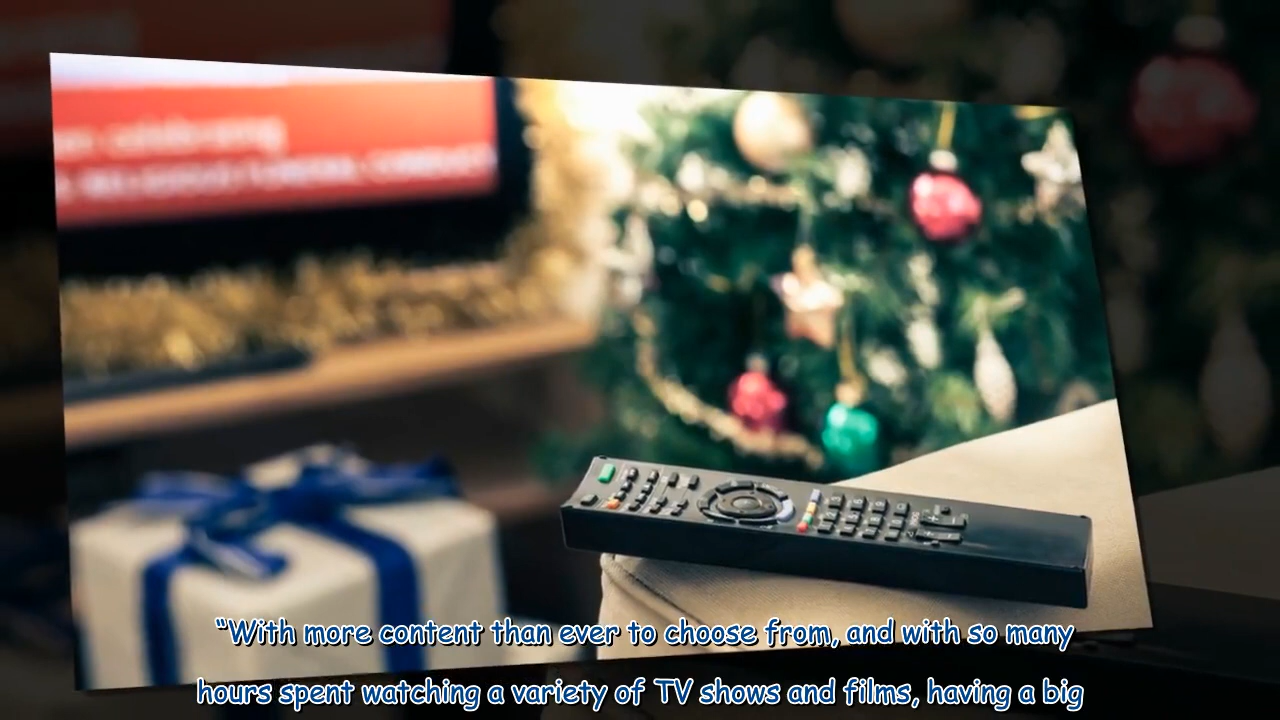 “With more content than ever to choose from, and with so many
hours spent watching a variety of TV shows and films, having a big